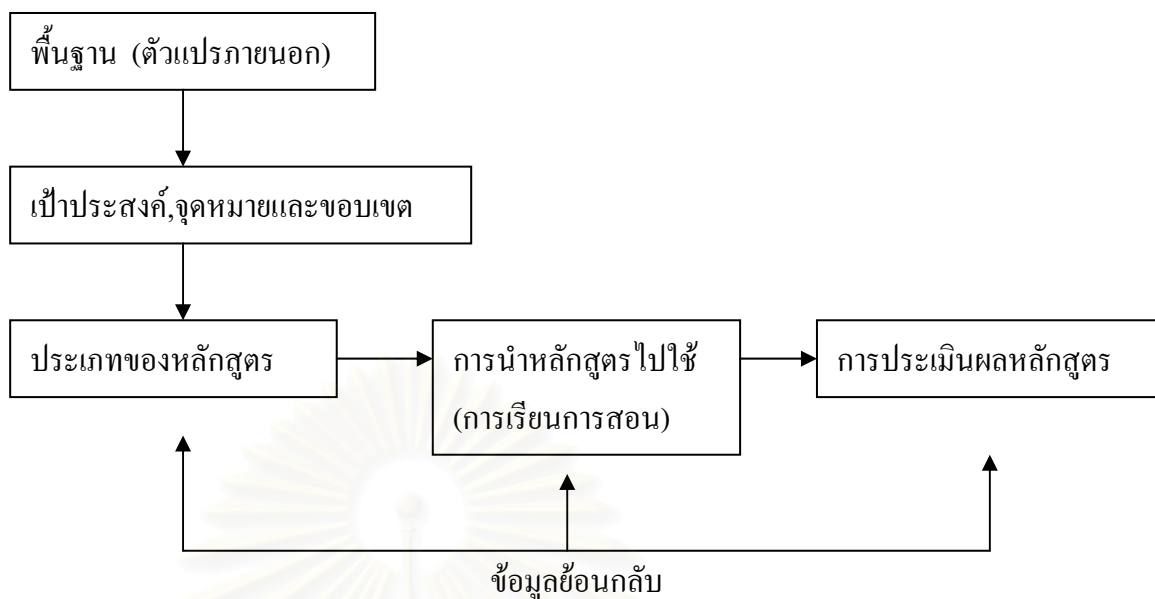 พื้นฐาน (ตัวแปรภายนอก)
เป้าประสงค์,จุดหมายและขอบเขต
ประเภทของหลักสูตร
การนำหลักสูตรไปใช้
(การเรียนการสอน)
การประเมินผลหลักสูตร
ข้อมูลย้อนกลับ